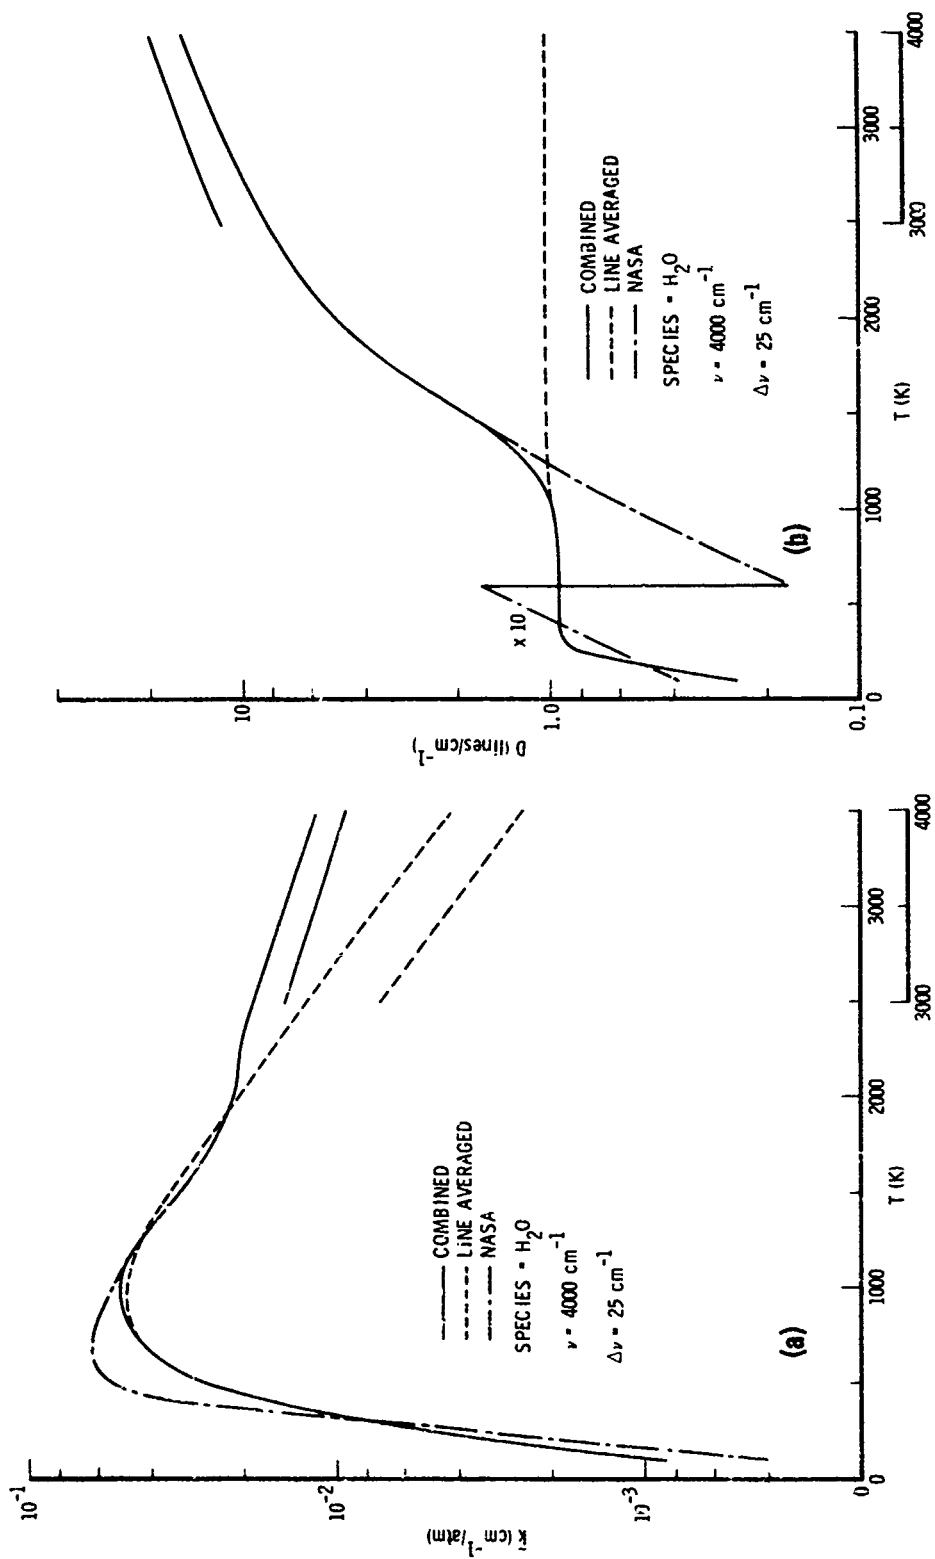 10⁻¹
10⁻²
10⁻³
0
k̄ (cm⁻¹/atm)
COMBINED
LINE AVERAGED
NASA
SPECIES = H₂O
ν = 4000 cm⁻¹
Δν = 25 cm⁻¹
(a)
0
1000
2000
3000
4000
3000
4000
T (K)
10
1.0
0.1
D (lines/cm⁻¹)
x 10
COMBINED
LINE AVERAGED
NASA
SPECIES = H₂O
ν = 4000 cm⁻¹
Δν = 25 cm⁻¹
(b)
0
1000
2000
3000
4000
3000
4000
T (K)